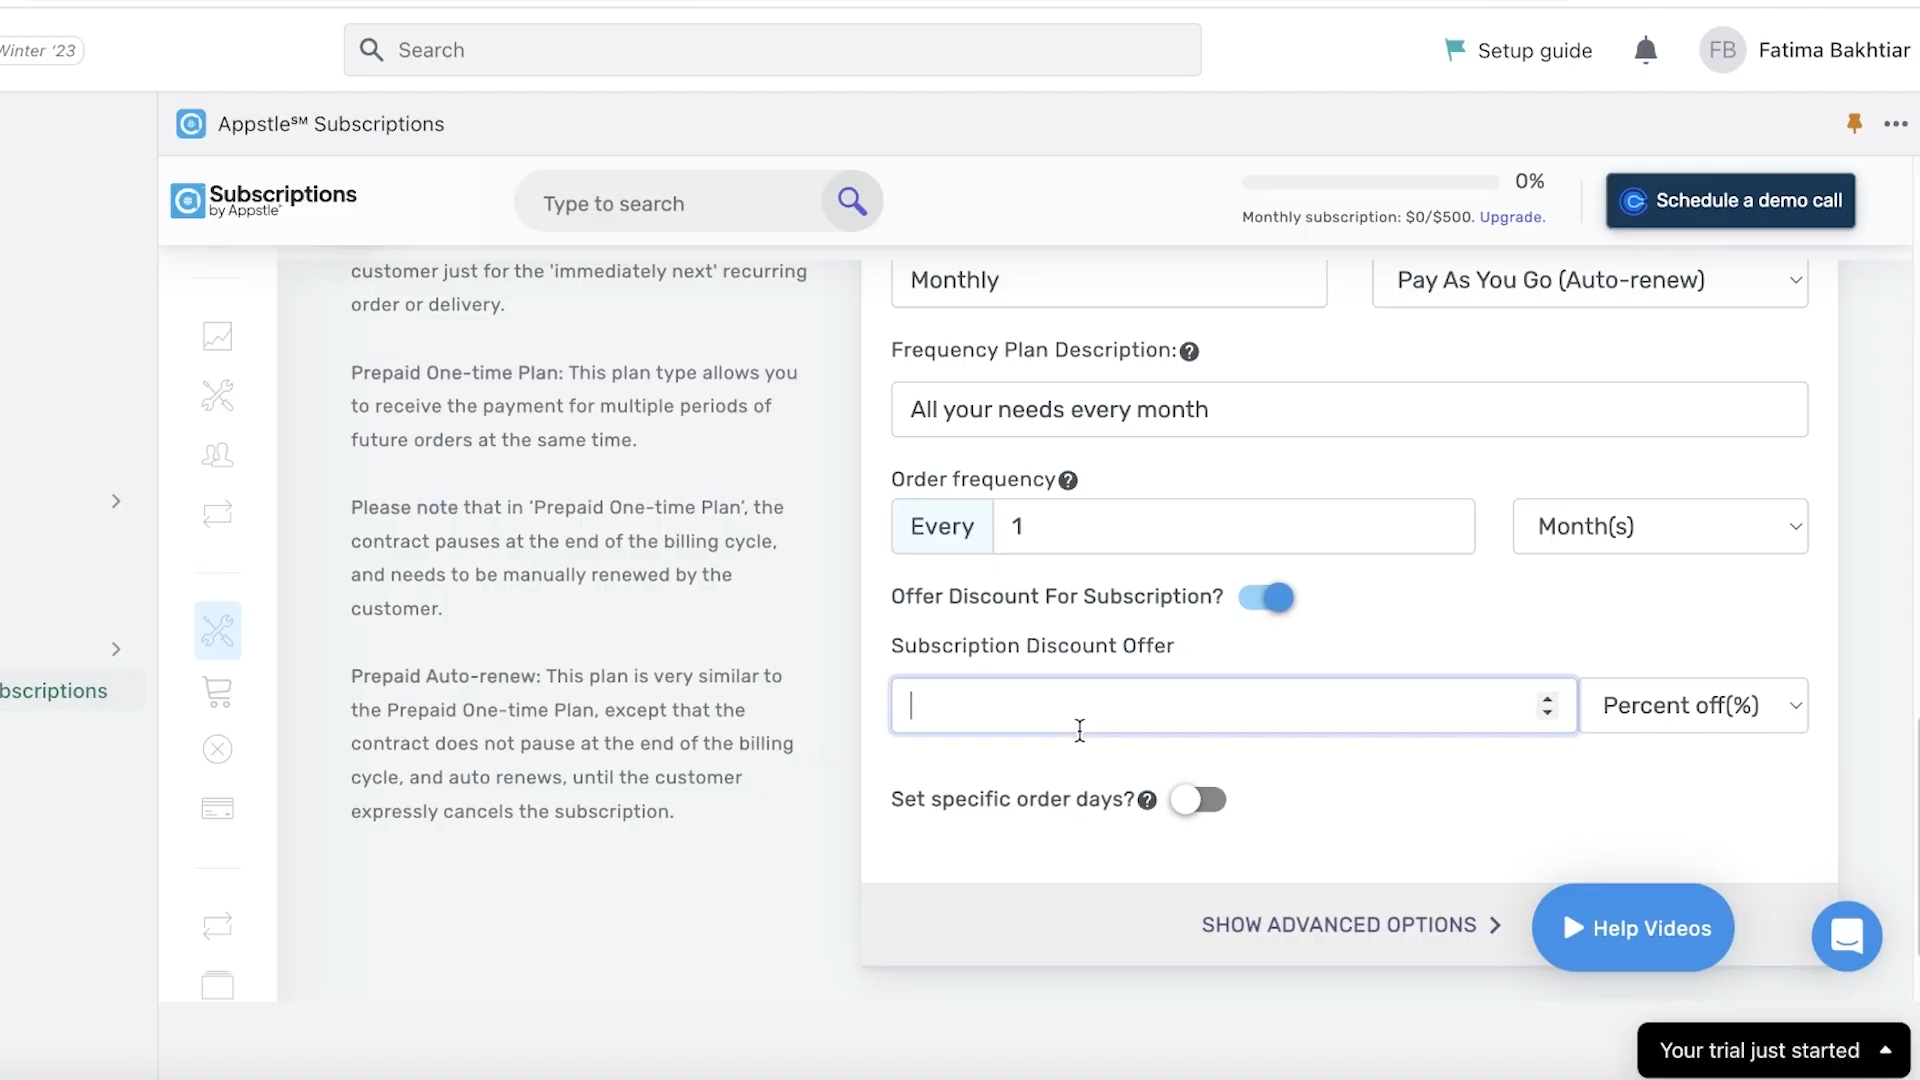 Winter '23
Search
Setup guide
FB
Fatima Bakhtiar
Appstle℠ Subscriptions
Subscriptions
by Appstle
Type to search
0%
Monthly subscription: $0/$500. Upgrade.
Schedule a demo call
customer just for the 'immediately next' recurring
order or delivery.
Prepaid One-time Plan: This plan type allows you
to receive the payment for multiple periods of
future orders at the same time.
Please note that in ‘Prepaid One-time Plan’, the
contract pauses at the end of the billing cycle,
and needs to be manually renewed by the
customer.
Prepaid Auto-renew: This plan is very similar to
the Prepaid One-time Plan, except that the
contract does not pause at the end of the billing
cycle, and auto renews, until the customer
expressly cancels the subscription.
bscriptions
Monthly
Pay As You Go (Auto-renew)
Frequency Plan Description:
All your needs every month
Order frequency
Every 1
Month(s)
Offer Discount For Subscription?
Subscription Discount Offer
Percent off(%)
Set specific order days?
SHOW ADVANCED OPTIONS
Help Videos
Your trial just started